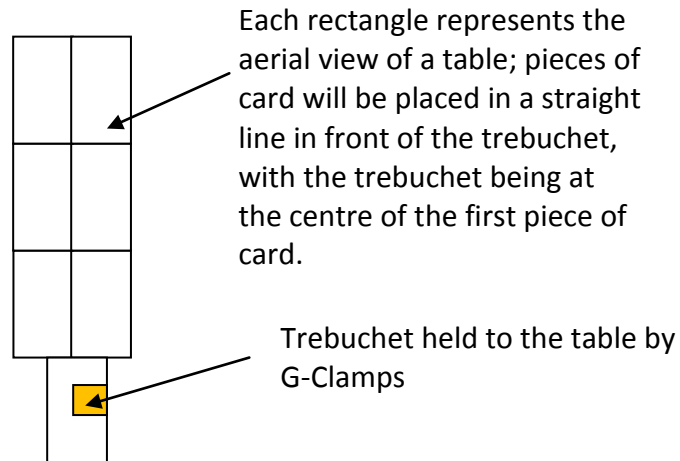 Each rectangle represents the
aerial view of a table; pieces of
card will be placed in a straight
line in front of the trebuchet,
with the trebuchet being at
the centre of the first piece of
card.
Trebuchet held to the table by
G-Clamps